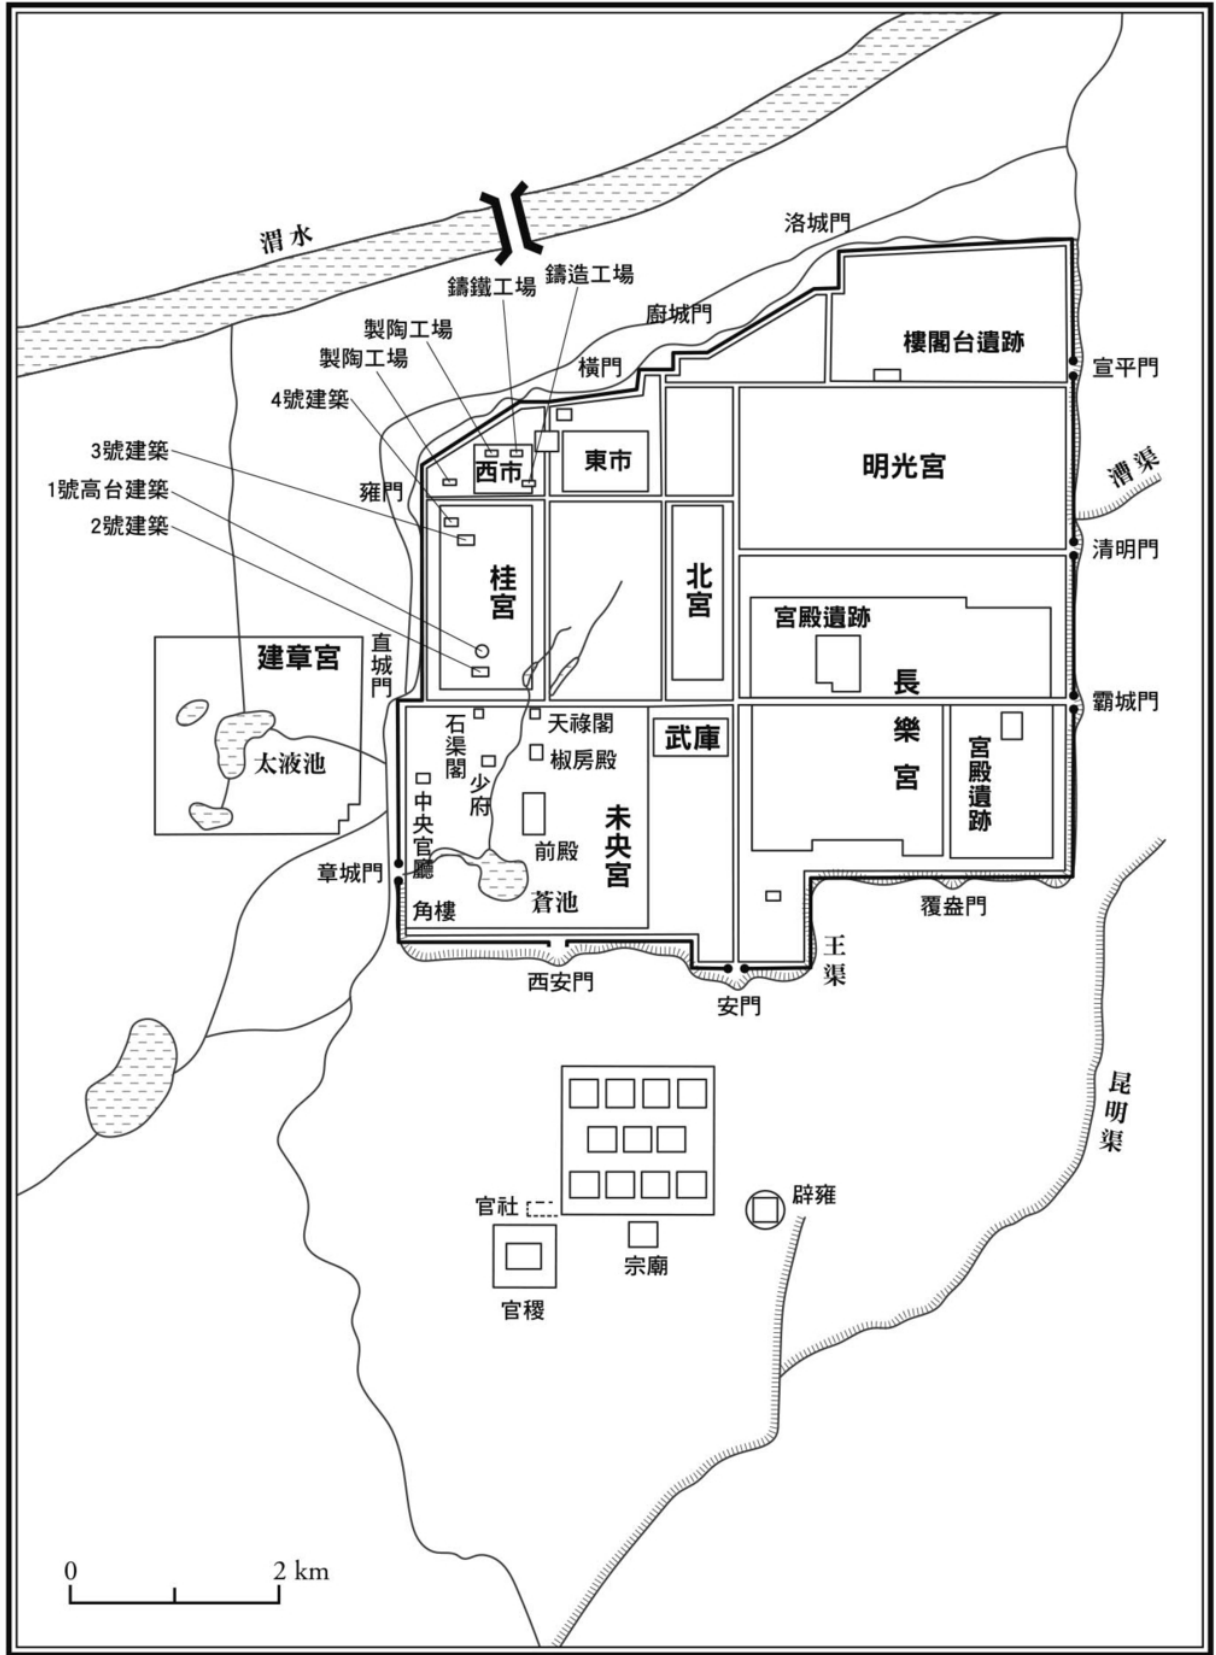 洛城門
渭水
鑄造工場
鑄鐵工場
廚城門
製陶工場
樓閣台遺跡
製陶工場
橫門
宣平門
4號建築
3號建築
東市
明光宮
漕渠
西市
1號高台建築
雍門
2號建築
清明門
桂宮
北宮
宮殿遺跡
建章宮
直城門
長樂宮
霸城門
石渠閣
天祿閣
武庫
椒房殿
太液池
少府
宮殿遺跡
中央官廳
未央宮
前殿
章城門
蒼池
角樓
覆盎門
王渠
西安門
安門
昆明渠
官社
辟雍
宗廟
官稷
0
2 km